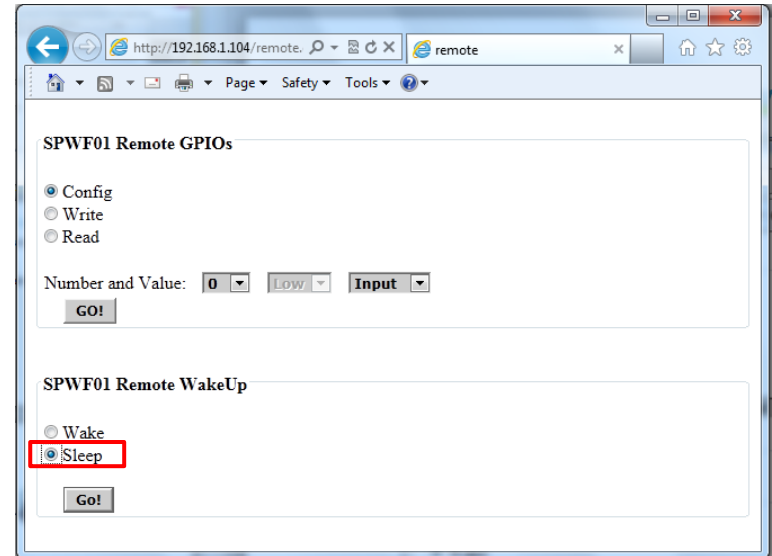 http://192.168.1.104/remote.
remote
Page Safety Tools
SPWF01 Remote GPIOs
Config
Write
Read
Number and Value: 0 Low Input
GO!
SPWF01 Remote WakeUp
Wake
Sleep
Go!